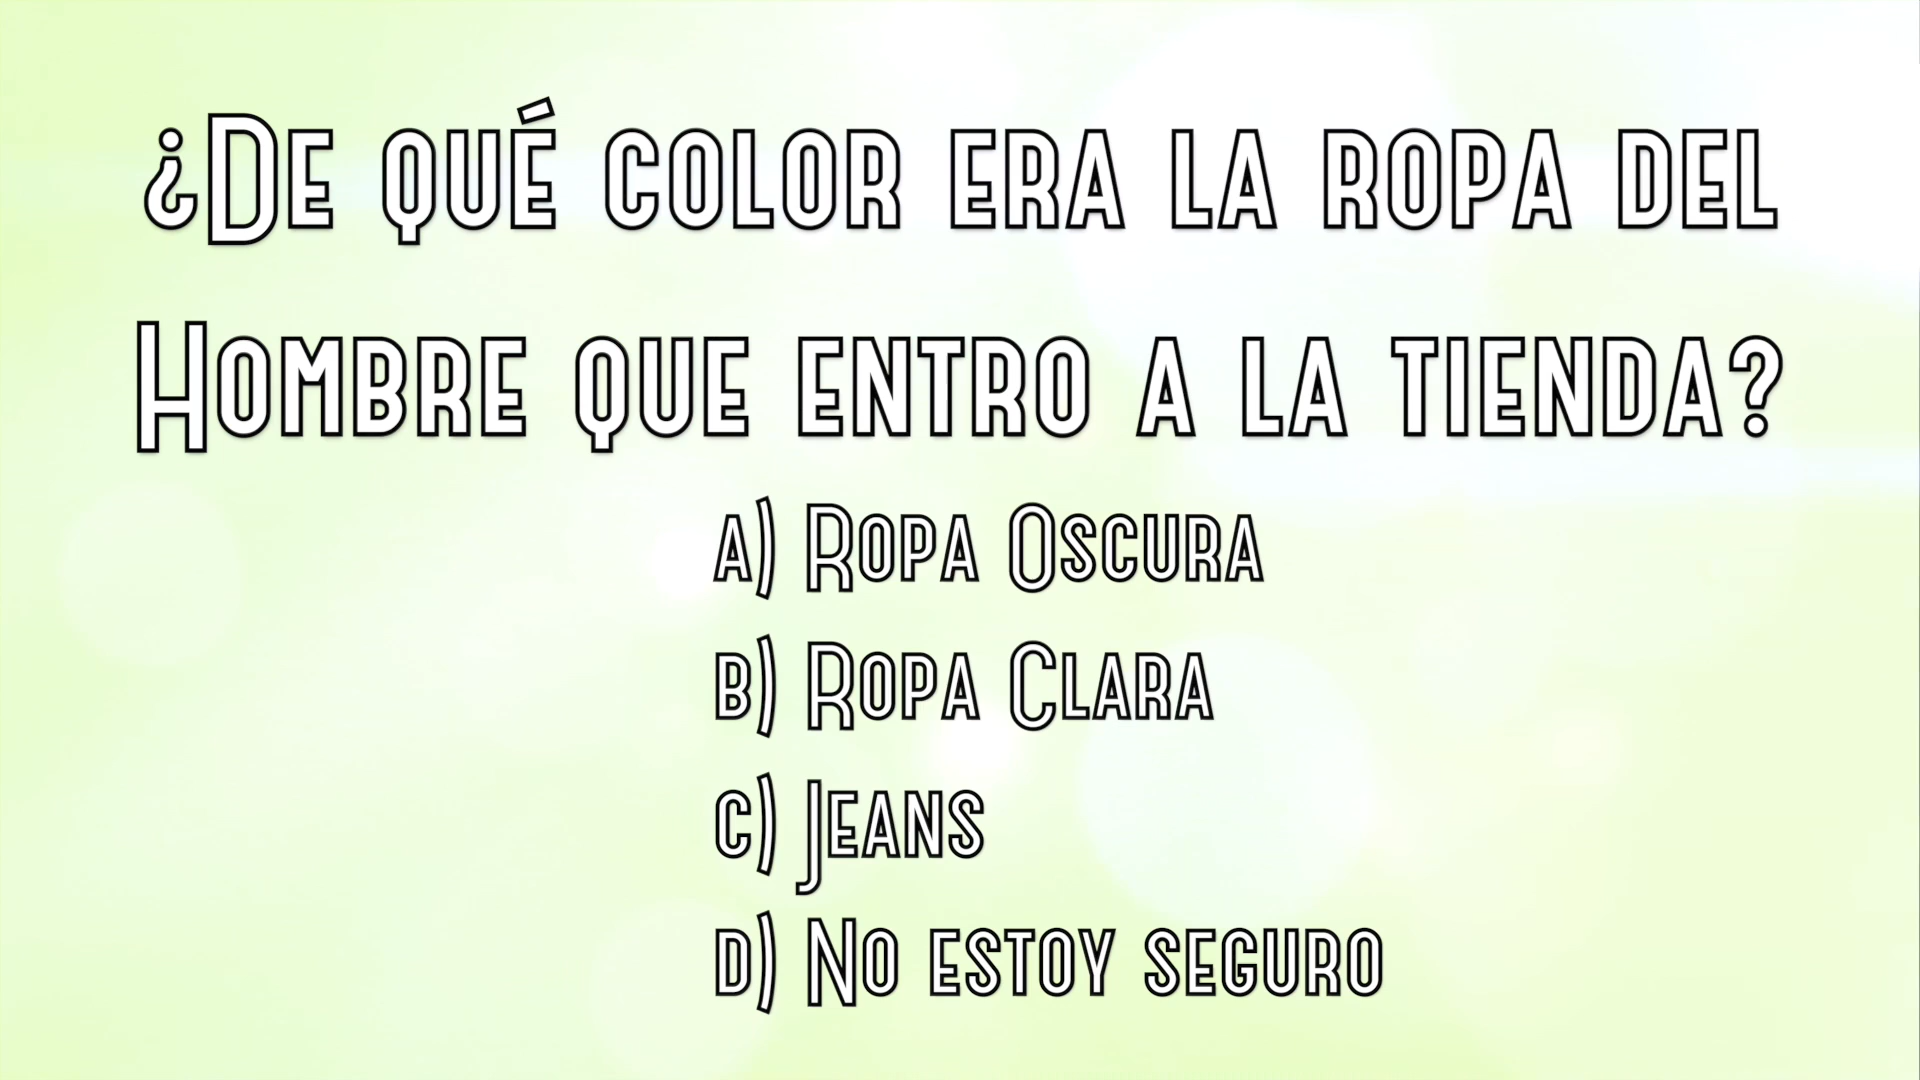 ¿De qué color era la ropa del
Hombre que entro a la tienda?
a) Ropa Oscura
b) Ropa Clara
c) Jeans
d) No estoy seguro